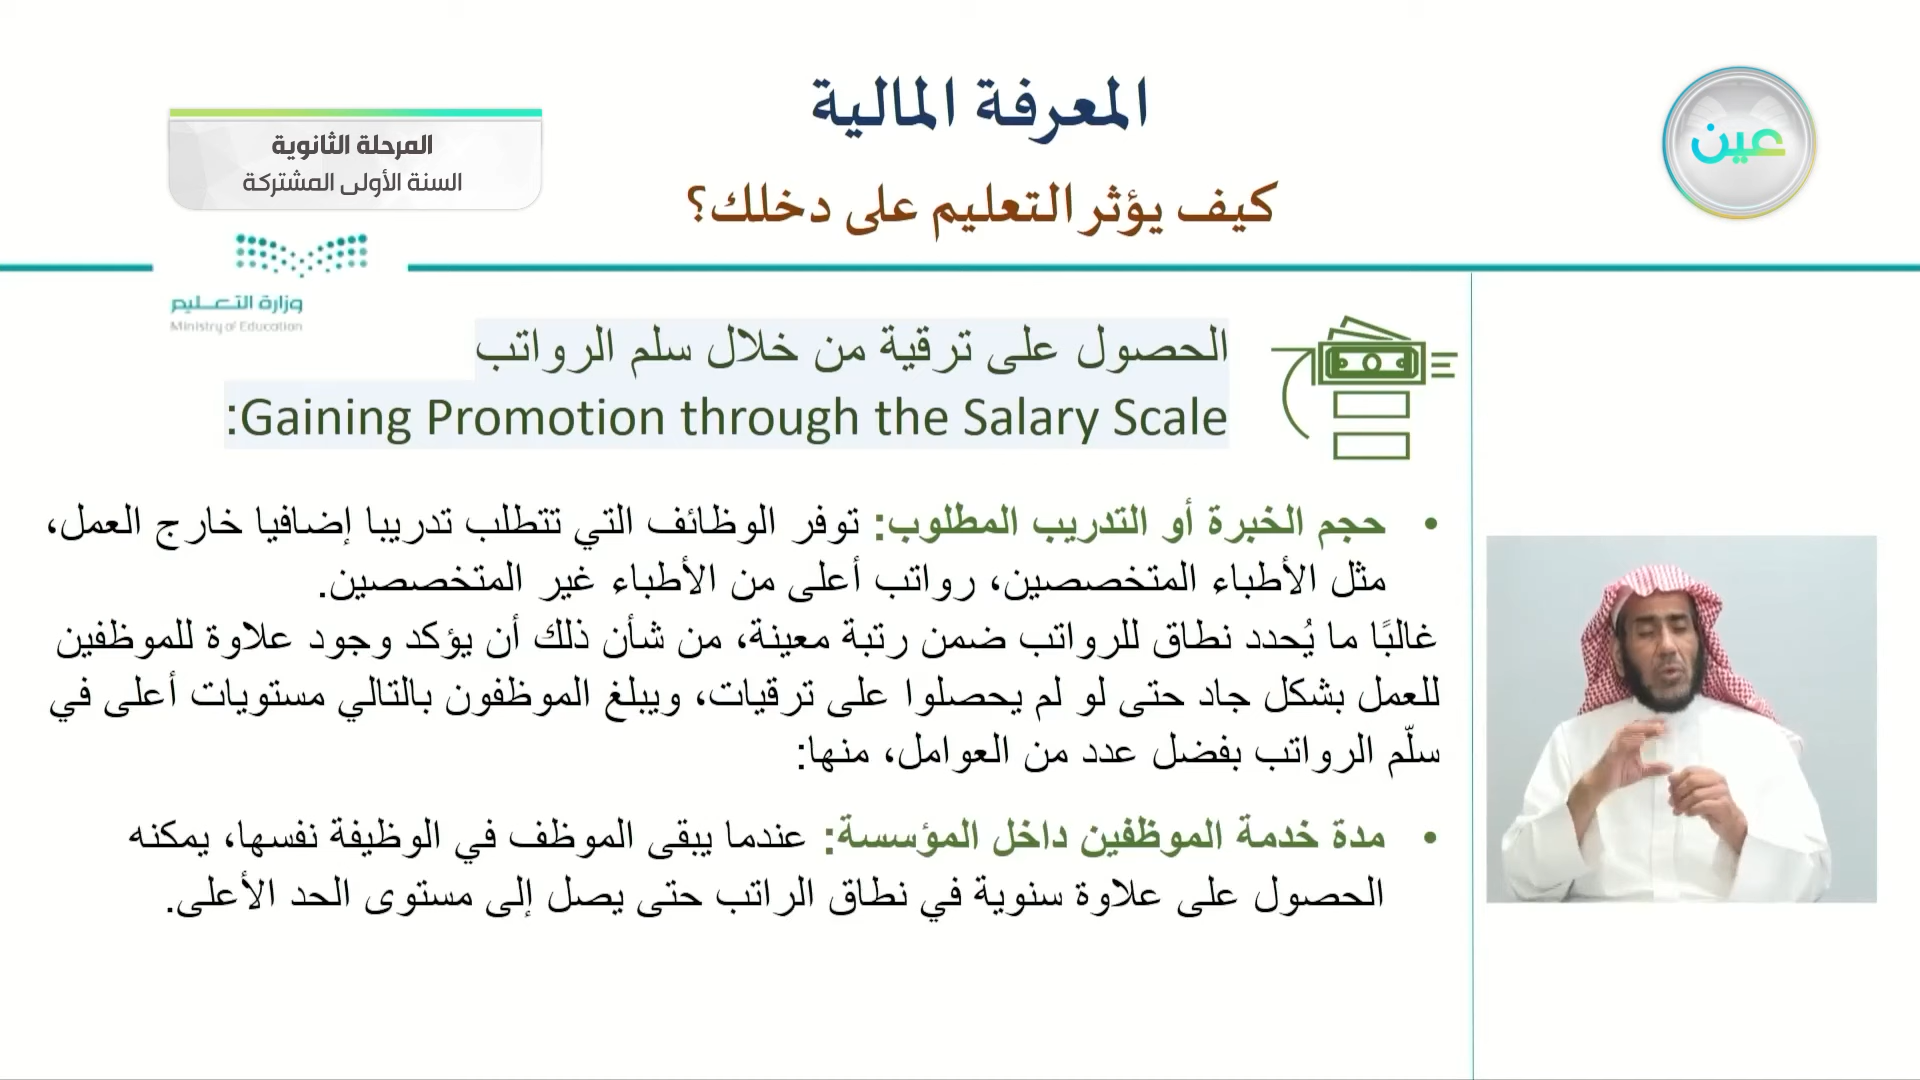 المعرفة المالية
كيف يؤثر التعليم على دخلك؟
عين
المرحلة الثانوية
السنة الأولى المشتركة
وزارة التعليم
Ministry of Education
الحصول على ترقية من خلال سلم الرواتب
Gaining Promotion through the Salary Scale:
• حجم الخبرة أو التدريب المطلوب: توفر الوظائف التي تتطلب تدريبا إضافيا خارج العمل،
مثل الأطباء المتخصصين، رواتب أعلى من الأطباء غير المتخصصين.
غالبًا ما يُحدد نطاق للرواتب ضمن رتبة معينة، من شأن ذلك أن يؤكد وجود علاوة للموظفين
للعمل بشكل جاد حتى لو لم يحصلوا على ترقيات، ويبلغ الموظفون بالتالي مستويات أعلى في
سلّم الرواتب بفضل عدد من العوامل، منها:
• مدة خدمة الموظفين داخل المؤسسة: عندما يبقى الموظف في الوظيفة نفسها، يمكنه
الحصول على علاوة سنوية في نطاق الراتب حتى يصل إلى مستوى الحد الأعلى.